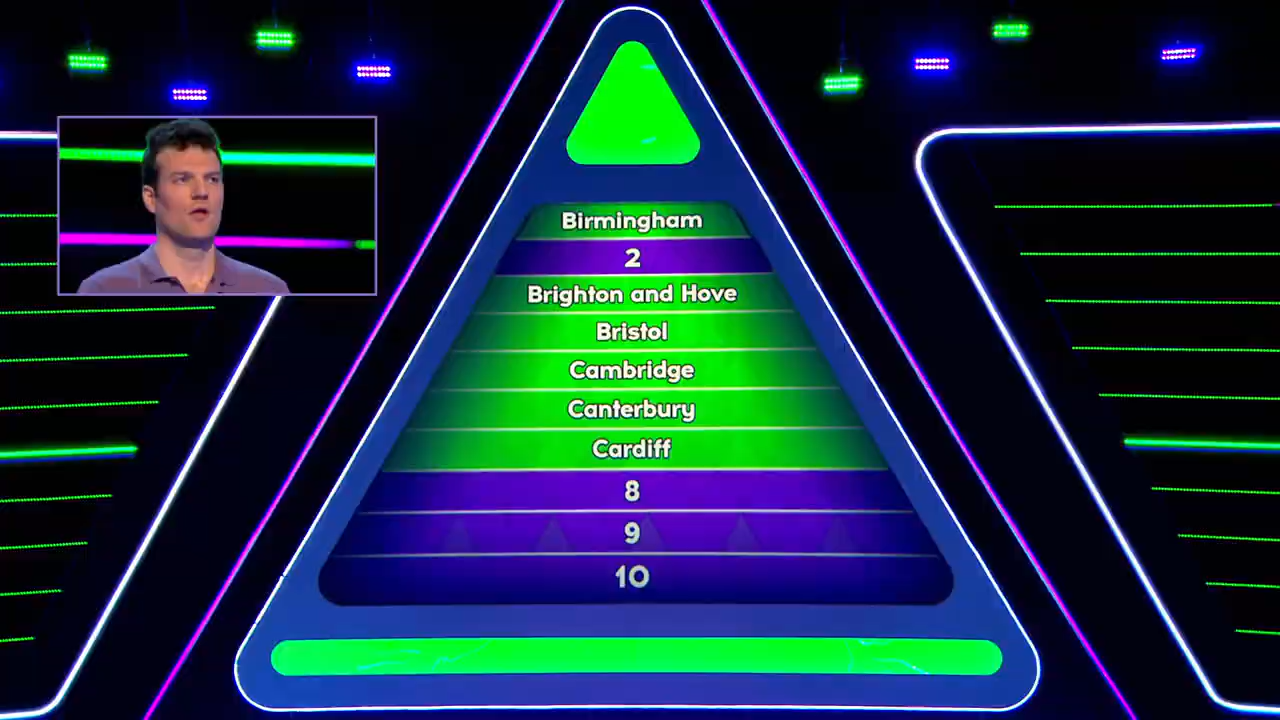 Birmingham
2
Brighton and Hove
Bristol
Cambridge
Canterbury
Cardiff
8
9
10